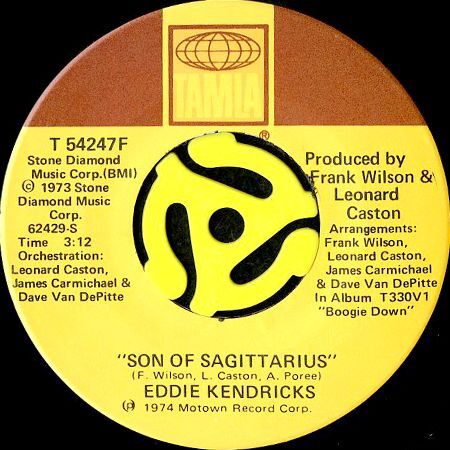 TAMLA
®
T 54247F
Stone Diamond
Music Corp.(BMI)
© 1973 Stone
Diamond Music
Corp.
62429-S
Time 3:12
Orchestration:
Leonard Caston,
James Carmichael &
Dave Van DePitte
Produced by
Frank Wilson &
Leonard
Caston
Arrangements:
Frank Wilson,
Leonard Caston,
James Carmichael &
Dave Van DePitte
In Album T330V1
"Boogie Down"
"SON OF SAGITTARIUS"
(F. Wilson, L. Caston, A. Poree)
EDDIE KENDRICKS
℗ 1974 Motown Record Corp.